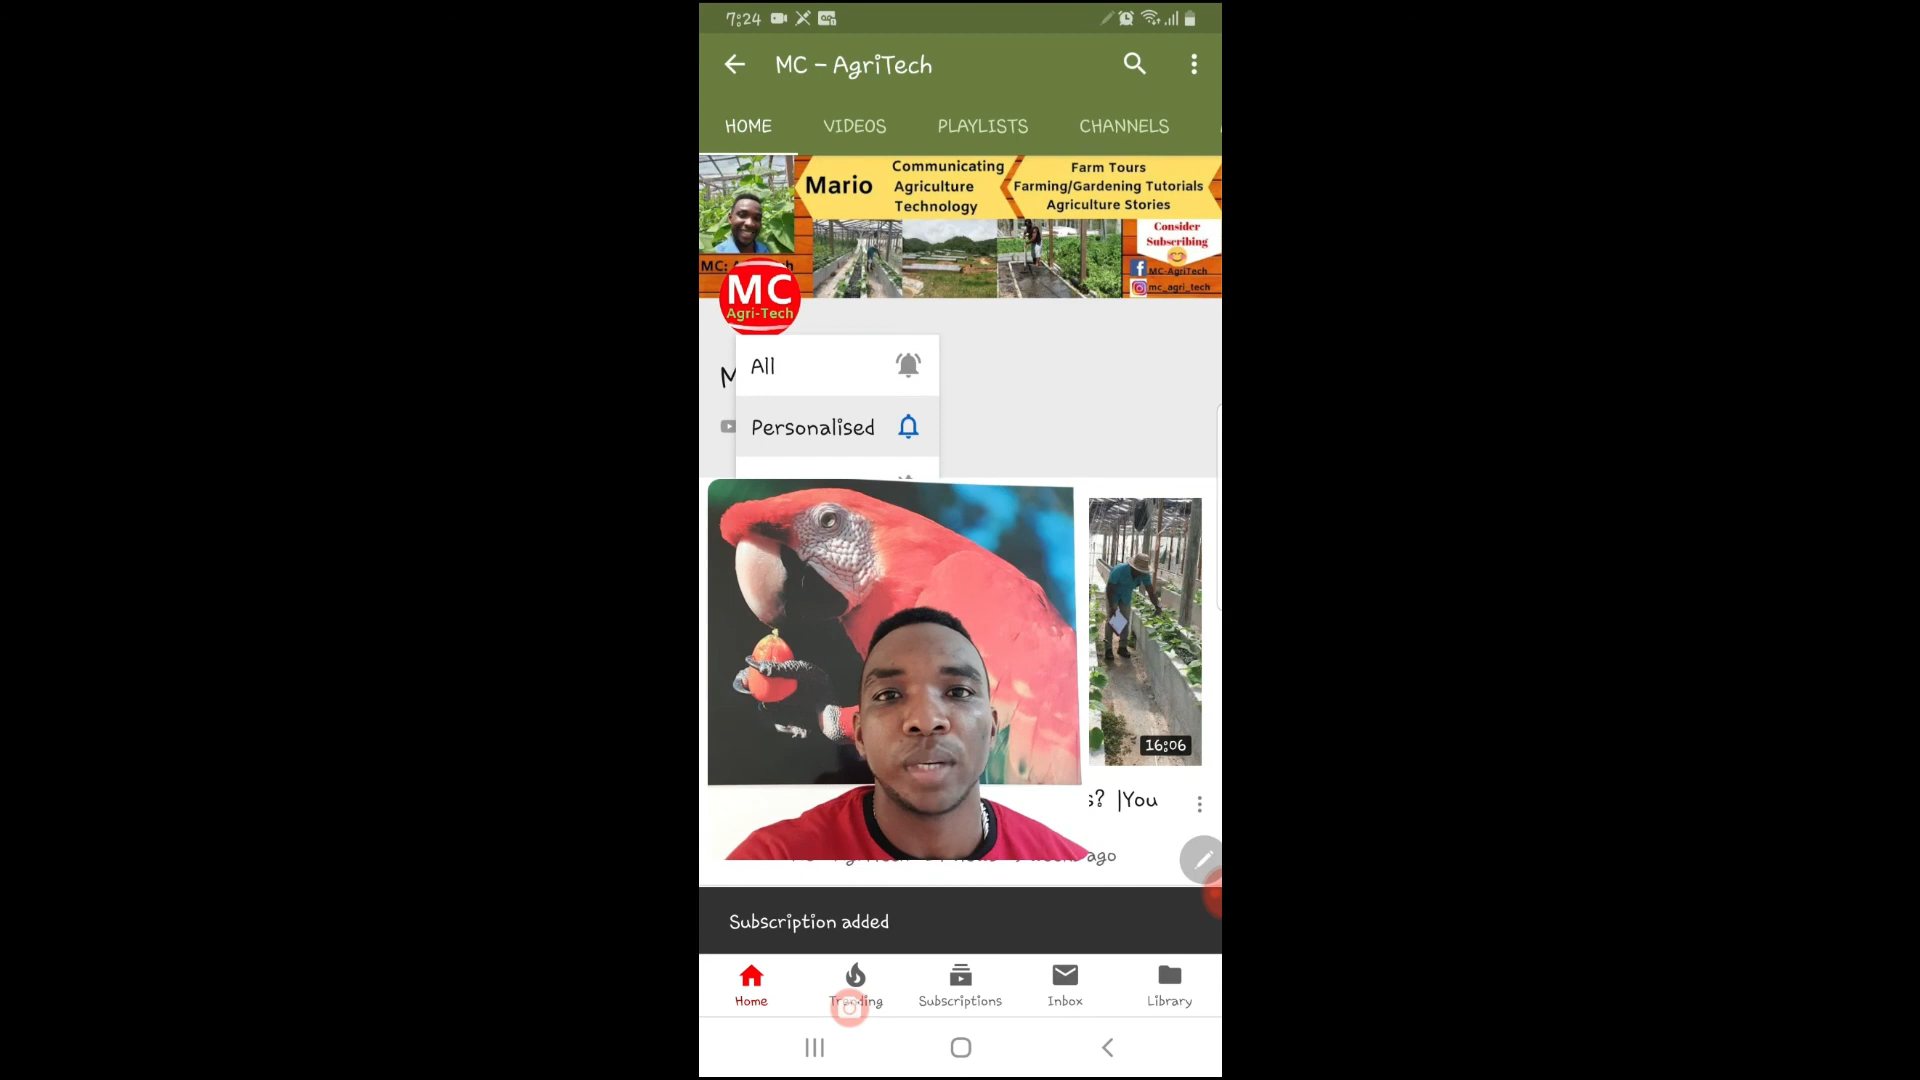 7:24
MC - AgriTech
HOME VIDEOS PLAYLISTS CHANNELS
Mario
Communicating
Agriculture
Technology
Farm Tours
Farming/Gardening Tutorials
Agriculture Stories
Consider
Subscribing
MC-AgriTech
mc_agri_tech
MC:
MC
Agri-Tech
All
M
Personalised
16:06
s? |You
ago
Subscription added
Home Trending Subscriptions Inbox Library